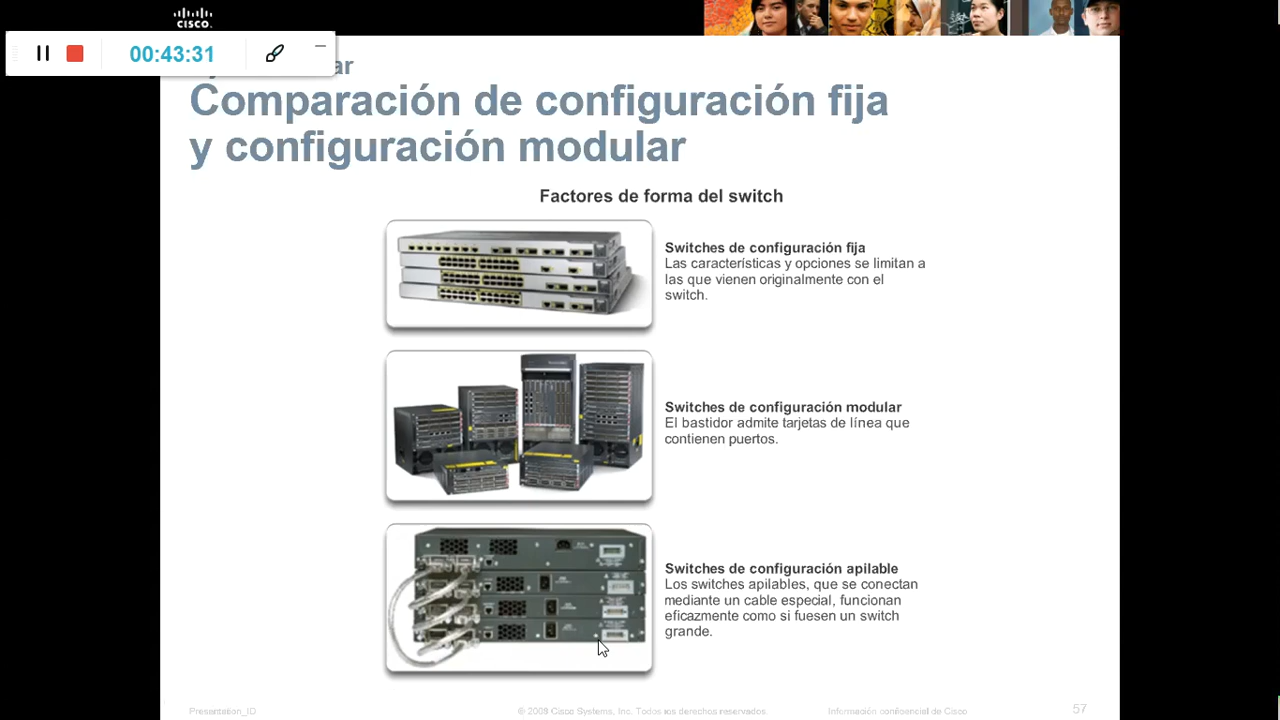 CISCO
00:43:31
ar
Comparación de configuración fija
y configuración modular
Factores de forma del switch
Switches de configuración fija
Las características y opciones se limitan a
las que vienen originalmente con el
switch.
Switches de configuración modular
El bastidor admite tarjetas de línea que
contienen puertos.
Switches de configuración apilable
Los switches apilables, que se conectan
mediante un cable especial, funcionan
eficazmente como si fuesen un switch
grande.
Presentation_ID
© 2008 Cisco Systems, Inc. Todos los derechos reservados.
Información confidencial de Cisco
57